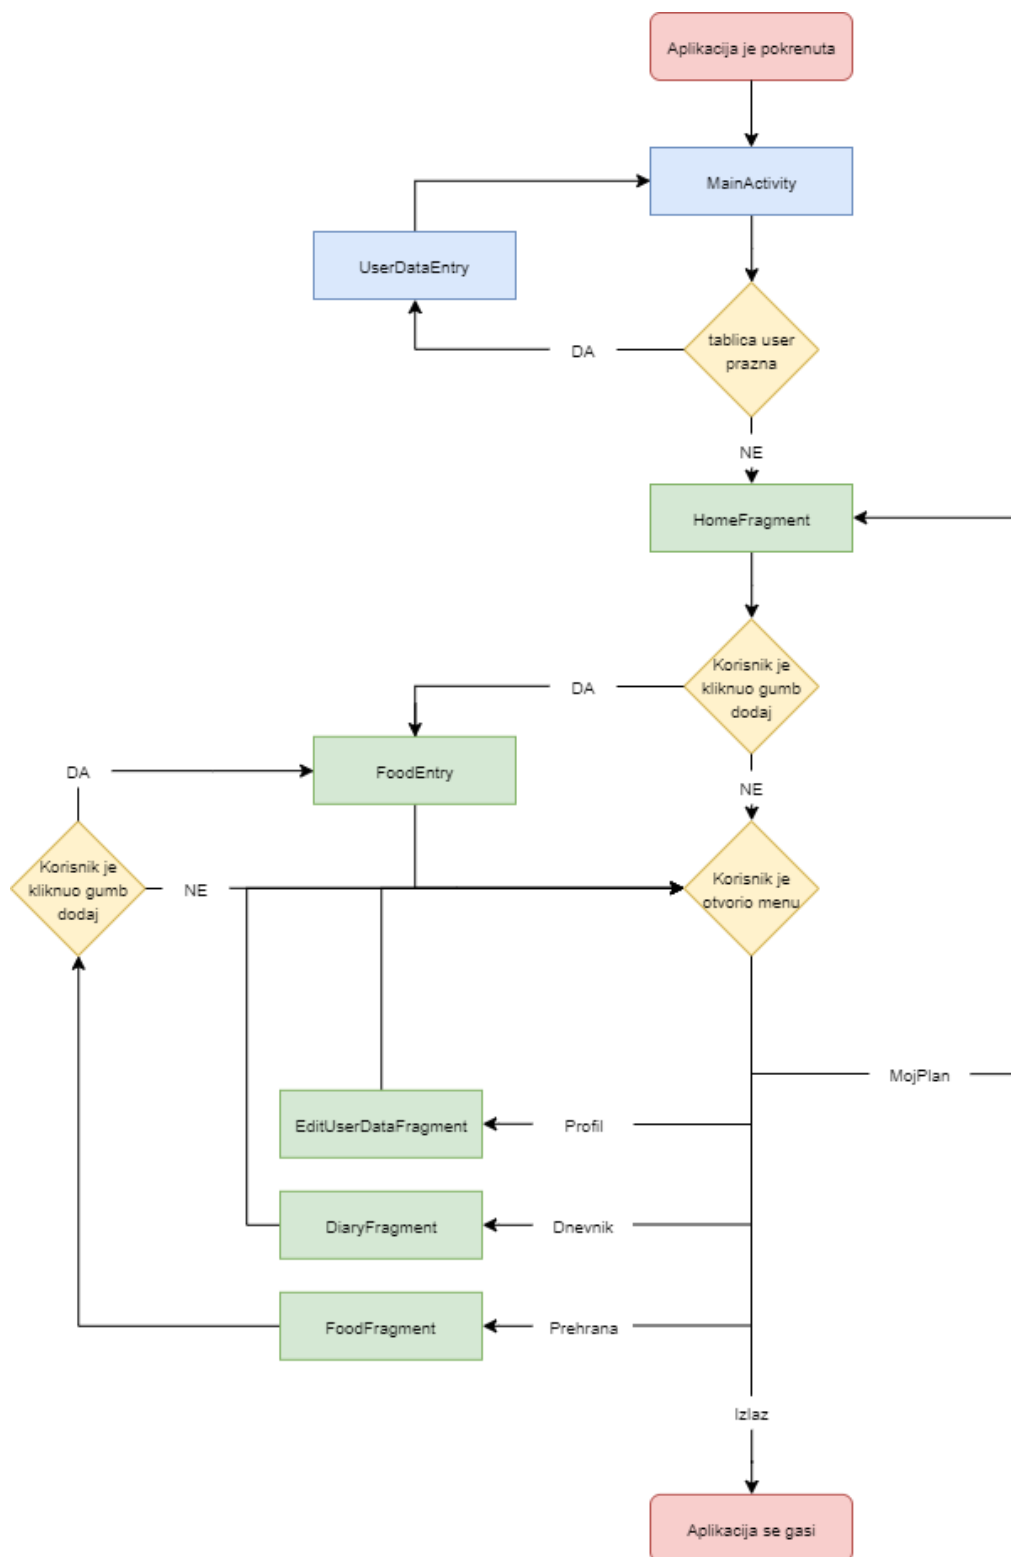 Aplikacija je pokrenuta
MainActivity
UserDataEntry
tablica user
prazna
DA
NE
HomeFragment
Korisnik je
kliknuo gumb
dodaj
DA
FoodEntry
DA
NE
Korisnik je
kliknuo gumb
dodaj
NE
Korisnik je
otvorio menu
MojPlan
EditUserDataFragment
Profil
DiaryFragment
Dnevnik
FoodFragment
Prehrana
Izlaz
Aplikacija se gasi